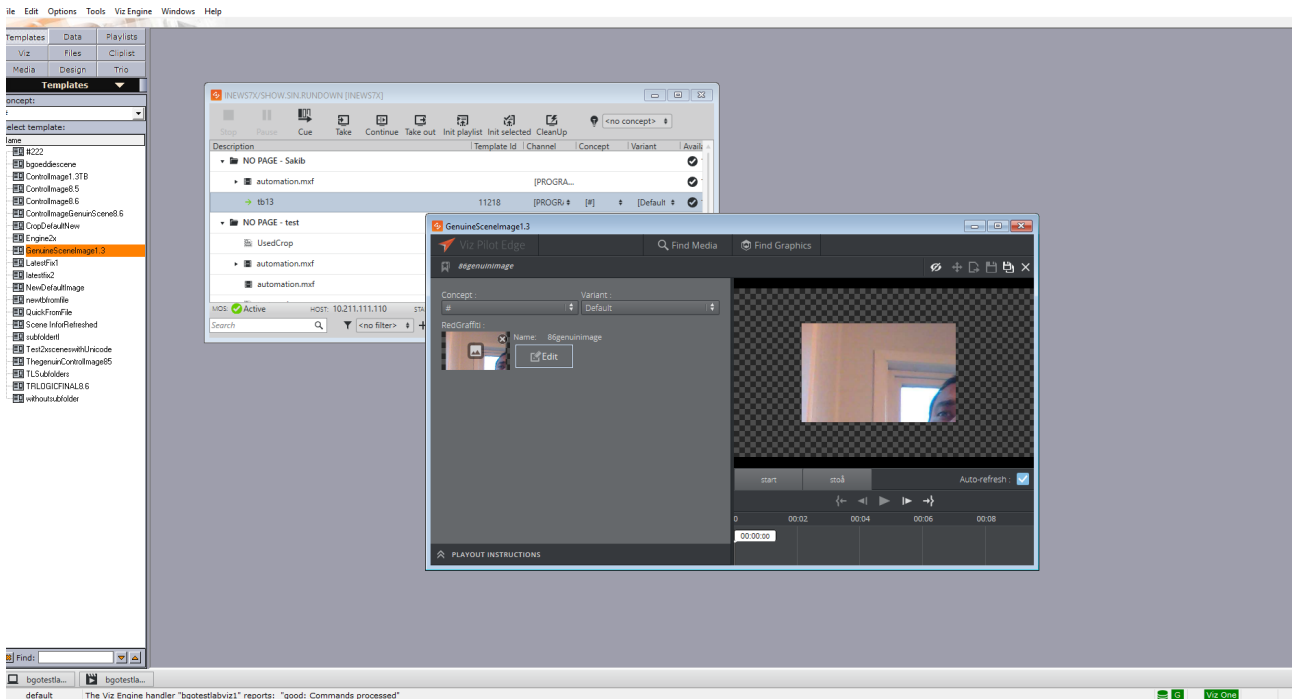 ile Edit Options Tools Viz Engine Windows Help
Templates Data Playlists
Viz Files Cliplist
Media Design Trio
Templates
oncept:
#
elect template:
lame
#222
bgoeddiescene
ControlImage1.3TB
ControlImage8.5
ControlImage8.6
ControlImageGenuinScene8.6
CropDefaultNew
Engine2x
GenuineSceneImage1.3
LatestFix1
latestfix2
NewDefaultImage
newtbfromfile
QuickFromFile
Scene InforRefreshed
subfoldertl
Test2xsceneswithUnicode
ThegenuinControlImage85
TLSubfolders
TRLOGICFINAL8.6
withoutsubfolder
Find:
INEWS7X/SHOW.SIN.RUNDOWN [INEWS7X]
Stop Pause Cue Take Continue Take out Init playlist Init selected CleanUp <no concept>
Description Template Id Channel Concept Variant Availa
NO PAGE - Sakib
automation.mxf [PROGRA...
tb13 11218 [PROGR [#] [Default
NO PAGE - test
UsedCrop
automation.mxf
automation.mxf
MOS: Active HOST: 10.211.111.110 STA
Search <no filter>
GenuineSceneImage1.3
Viz Pilot Edge Find Media Find Graphics
86genuinimage
Concept : Variant :
# Default
RedGraffiti :
Name: 86genuinimage
Edit
start stoå Auto-refresh :
0 00:02 00:04 00:06 00:08
00:00:00
PLAYOUT INSTRUCTIONS
bgotestla... bgotestla...
default The Viz Engine handler "bgotestlabviz1" reports: "good: Commands processed" G Viz One